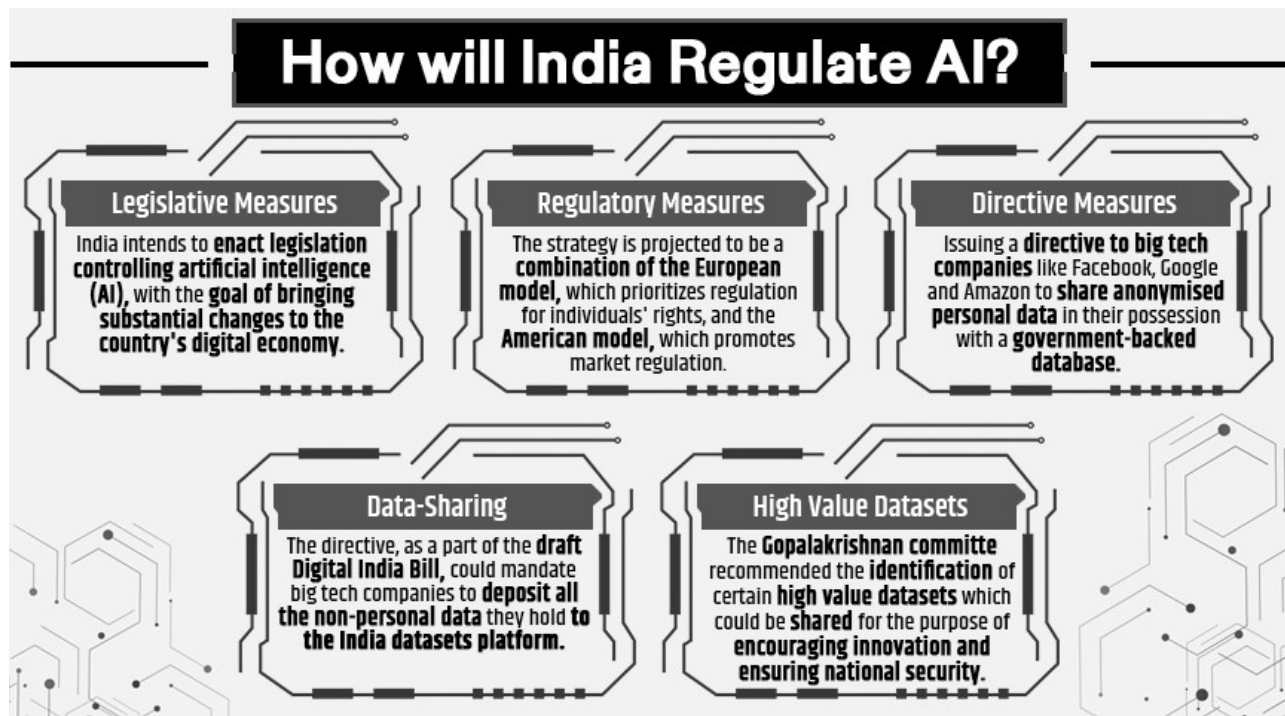 How will India Regulate AI?
Legislative Measures
India intends to enact legislation
controlling artificial intelligence
(AI), with the goal of bringing
substantial changes to the
country's digital economy.
Regulatory Measures
The strategy is projected to be a
combination of the European
model, which prioritizes regulation
for individuals' rights, and the
American model, which promotes
market regulation.
Directive Measures
Issuing a directive to big tech
companies like Facebook, Google
and Amazon to share anonymised
personal data in their possession
with a government-backed
database.
Data-Sharing
The directive, as a part of the draft
Digital India Bill, could mandate
big tech companies to deposit all
the non-personal data they hold to
the India datasets platform.
High Value Datasets
The Gopalakrishnan committe
recommended the identification of
certain high value datasets which
could be shared for the purpose of
encouraging innovation and
ensuring national security.